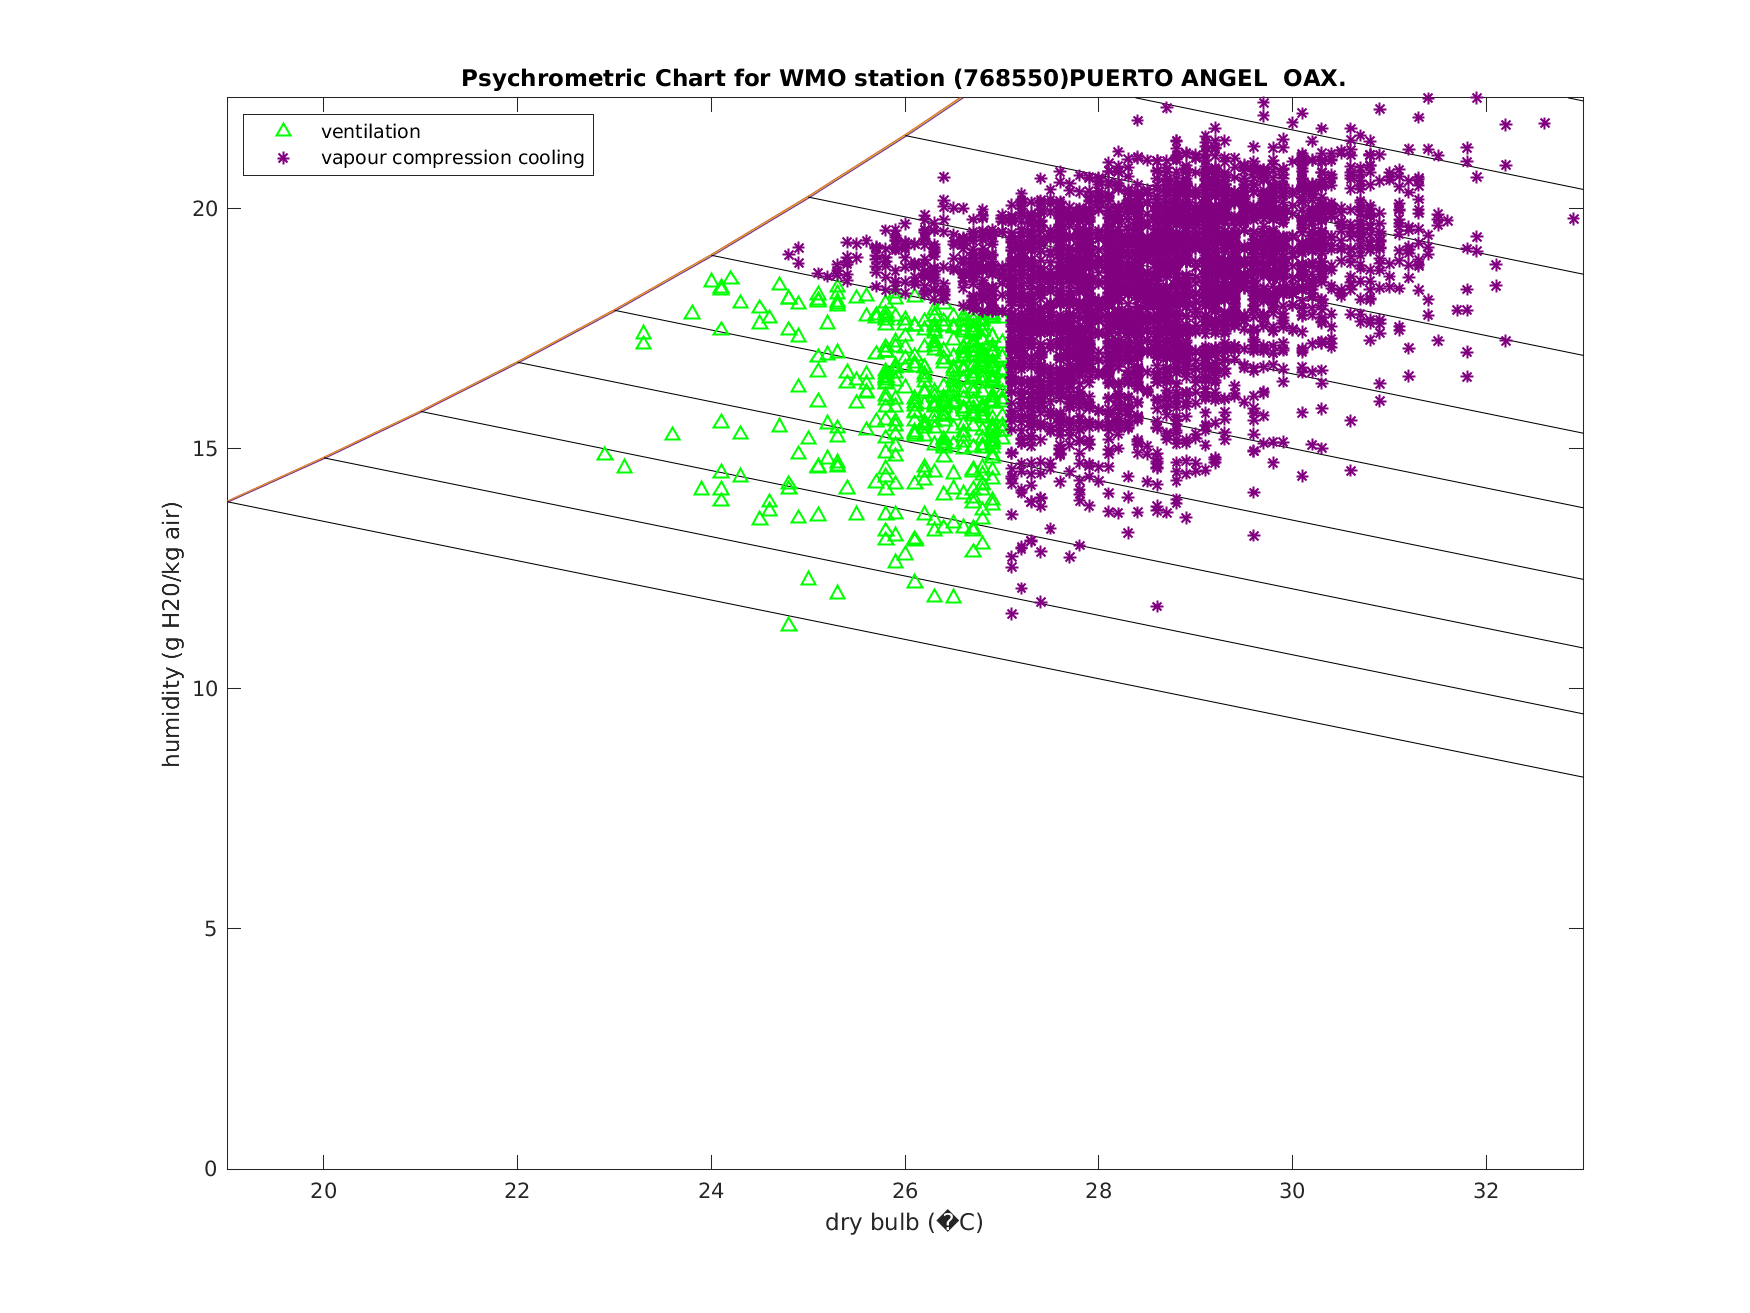 Psychrometric Chart for WMO station (768550)PUERTO ANGEL  OAX.
ventilation
vapour compression cooling
humidity (g H20/kg air)
20
15
10
5
0
20 22 24 26 28 30 32
dry bulb (�C)